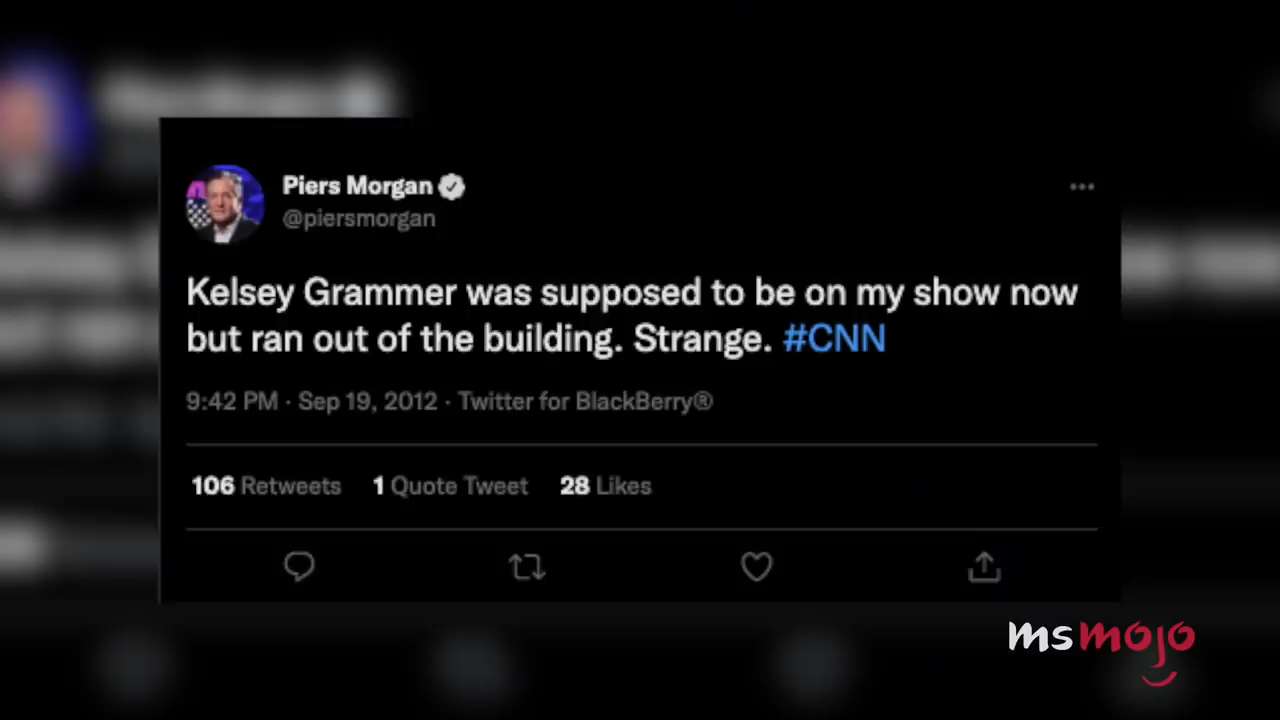 Piers Morgan
@piersmorgan
Kelsey Grammer was supposed to be on my show now
but ran out of the building. Strange. #CNN
9:42 PM · Sep 19, 2012 · Twitter for BlackBerry®
106 Retweets 1 Quote Tweet 28 Likes
msmojo